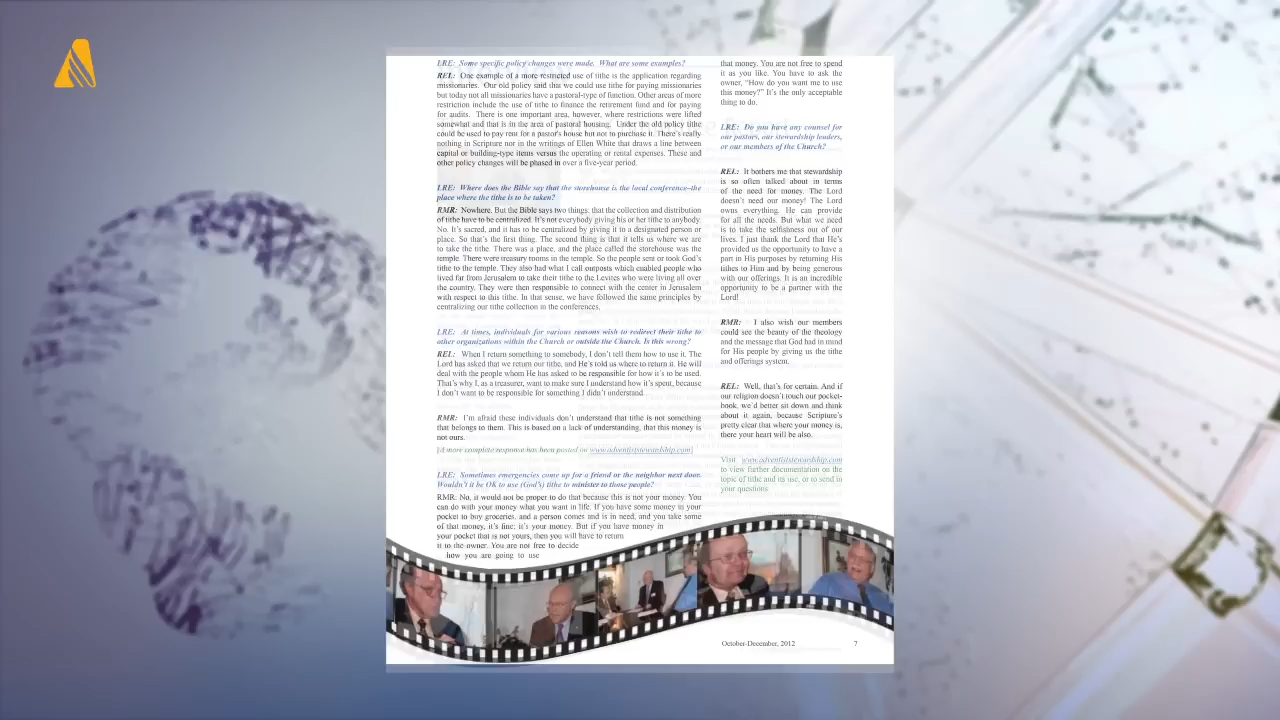 LRE: Some specific policy changes were made. What are some examples?
REL: One example of a more restricted use of tithe is the application regarding
missionaries. Our old policy said that we could use tithe for paying missionaries
but today not all missionaries have a pastoral-type of function. Other areas of more
restriction include the use of tithe to finance the retirement fund and for paying
for audits. There is one important area, however, where restrictions were lifted
somewhat and that is in the area of pastoral housing. Under the old policy tithe
could be used to pay rent for a pastor's house but not to purchase it. There's really
nothing in Scripture nor in the writings of Ellen White that draws a line between
capital or building-type items versus the operating or rental expenses. These and
other policy changes will be phased in over a five-year period.
LRE: Where does the Bible say that the storehouse is the local conference–the
place where the tithe is to be taken?
RMR: Nowhere. But the Bible says two things: that the collection and distribution
of tithe have to be centralized. It's not everybody giving his or her tithe to anybody.
No. It's sacred, and it has to be centralized by giving it to a designated person or
place. So that's the first thing. The second thing is that it tells us where we are
to take the tithe. There was a place, and the place called the storehouse was the
temple. There were treasury rooms in the temple. So the people sent or took God's
tithe to the temple. They also had what I call outposts which enabled people who
lived far from Jerusalem to take their tithe to the Levites who were living all over
the country. They were then responsible to connect with the center in Jerusalem
with respect to this tithe. In that sense, we have followed the same principles by
centralizing our tithe collection in the conferences.
LRE: At times, individuals for various reasons wish to redirect their tithe to
other organizations within the Church or outside the Church. Is this wrong?
REL: When I return something to somebody, I don't tell them how to use it. The
Lord has asked that we return our tithe, and He's told us where to return it. He will
deal with the people whom He has asked to be responsible for how it's to be used.
That's why I, as a treasurer, want to make sure I understand how it's spent, because
I don't want to be responsible for something I didn't understand.
RMR: I'm afraid these individuals don't understand that tithe is not something
that belongs to them. This is based on a lack of understanding, that this money is
not ours.
[A more complete response has been posted on www.adventiststewardship.com]
LRE: Sometimes emergencies come up for a friend or the neighbor next door.
Wouldn't it be OK to use (God's) tithe to minister to those people?
RMR: No, it would not be proper to do that because this is not your money. You
can do with your money what you want in life. If you have some money in your
pocket to buy groceries, and a person comes and is in need, and you take some
of that money, it's fine; it's your money. But if you have money in
your pocket that is not yours, then you will have to return
it to the owner. You are not free to decide
how you are going to use
that money. You are not free to spend
it as you like. You have to ask the
owner, "How do you want me to use
this money?" It's the only acceptable
thing to do.
LRE: Do you have any counsel for
our pastors, our stewardship leaders,
or our members of the Church?
REL: It bothers me that stewardship
is so often talked about in terms
of the need for money. The Lord
doesn't need our money! The Lord
owns everything. He can provide
for all the needs. But what we need
is to take the selfishness out of our
lives. I just thank the Lord that He's
provided us the opportunity to have a
part in His purposes by returning His
tithes to Him and by being generous
with our offerings. It is an incredible
opportunity to be a partner with the
Lord!
RMR: I also wish our members
could see the beauty of the theology
and the message that God had in mind
for His people by giving us the tithe
and offerings system.
REL: Well, that's for certain. And if
our religion doesn't touch our pocket-
book, we'd better sit down and think
about it again, because Scripture's
pretty clear that where your money is,
there your heart will be also.
Visit www.adventiststewardship.com
to view further documentation on the
topic of tithe and its use, or to send in
your questions.
October-December, 2012 7